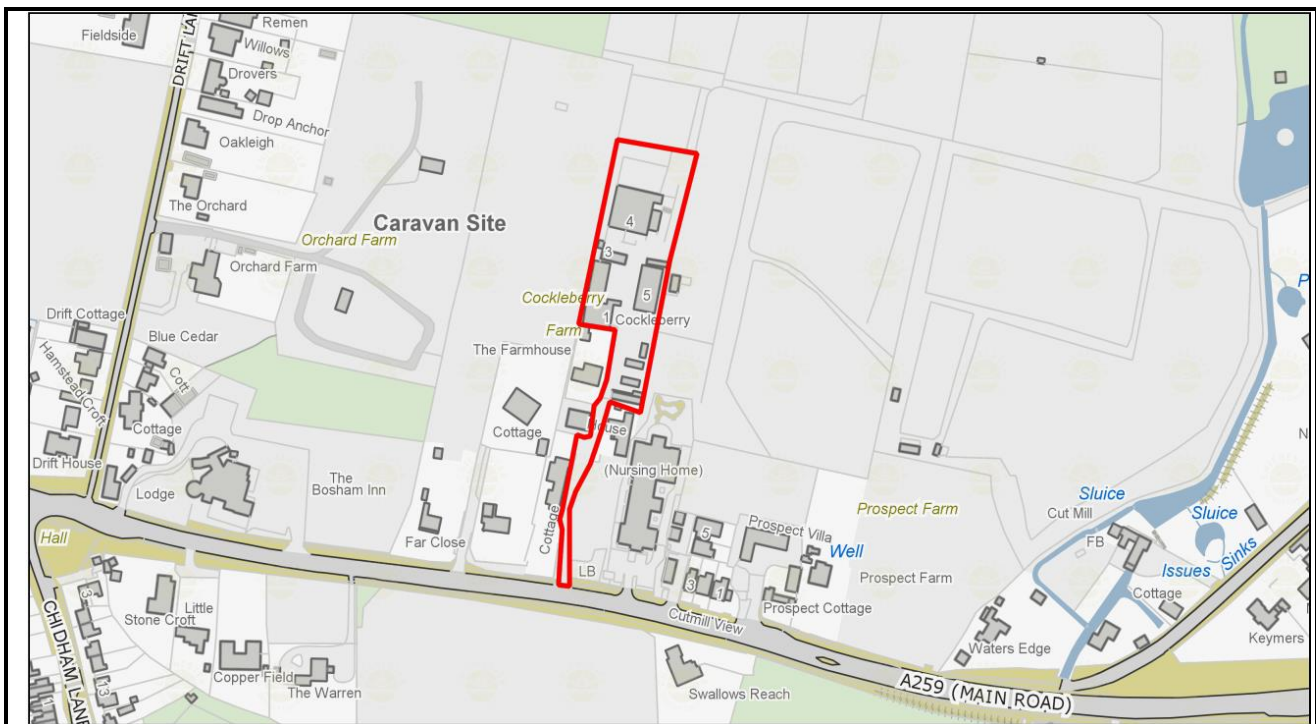 Fieldside
DRIFT LA
Remen
Willows
Drovers
Drop Anchor
Oakleigh
The Orchard
Caravan Site
Orchard Farm
Orchard Farm
4
3
5
1
Cockleberry
Farm
Cockleberry
The Farmhouse
Drift Cottage
Blue Cedar
Hamstead Croft
Cott
Cottage
Drift House
Lodge
The
Bosham Inn
Cottage
House
(Nursing Home)
Far Close
Cottage
LB
5
3
1
Prospect Villa
Well
Prospect Farm
Prospect Farm
Prospect Cottage
Cutmill View
Sluice
Cut Mill
Sluice
FB
Issues
Sinks
Cottage
Waters Edge
Keymers
P
N
Hall
CHIDHAM LANE
13
13
Little
Stone Croft
Copper Field
The Warren
Swallows Reach
A259 (MAIN ROAD)